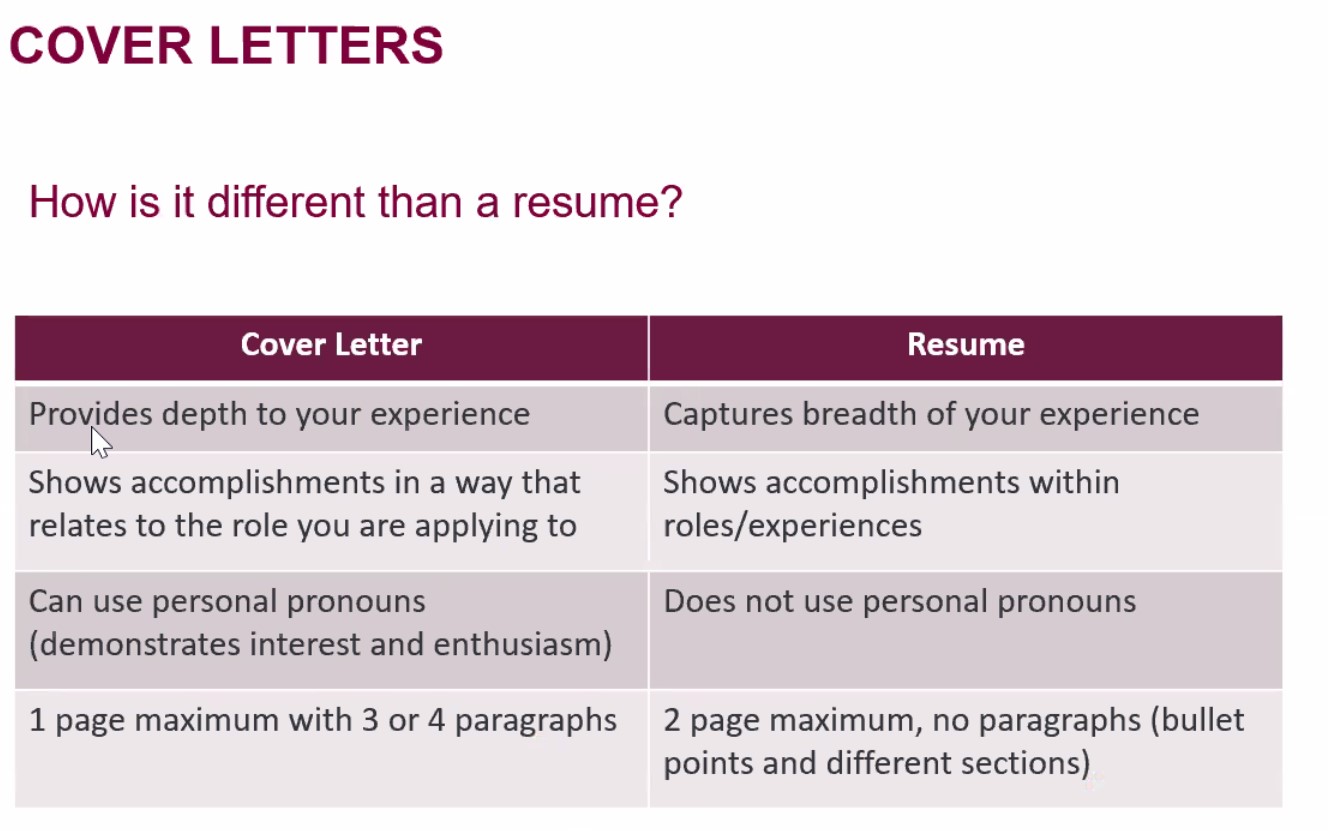 COVER LETTERS
How is it different than a resume?
Cover Letter
Resume
Provides depth to your experience
Captures breadth of your experience
Shows accomplishments in a way that
relates to the role you are applying to
Shows accomplishments within
roles/experiences
Can use personal pronouns
(demonstrates interest and enthusiasm)
Does not use personal pronouns
1 page maximum with 3 or 4 paragraphs
2 page maximum, no paragraphs (bullet
points and different sections)